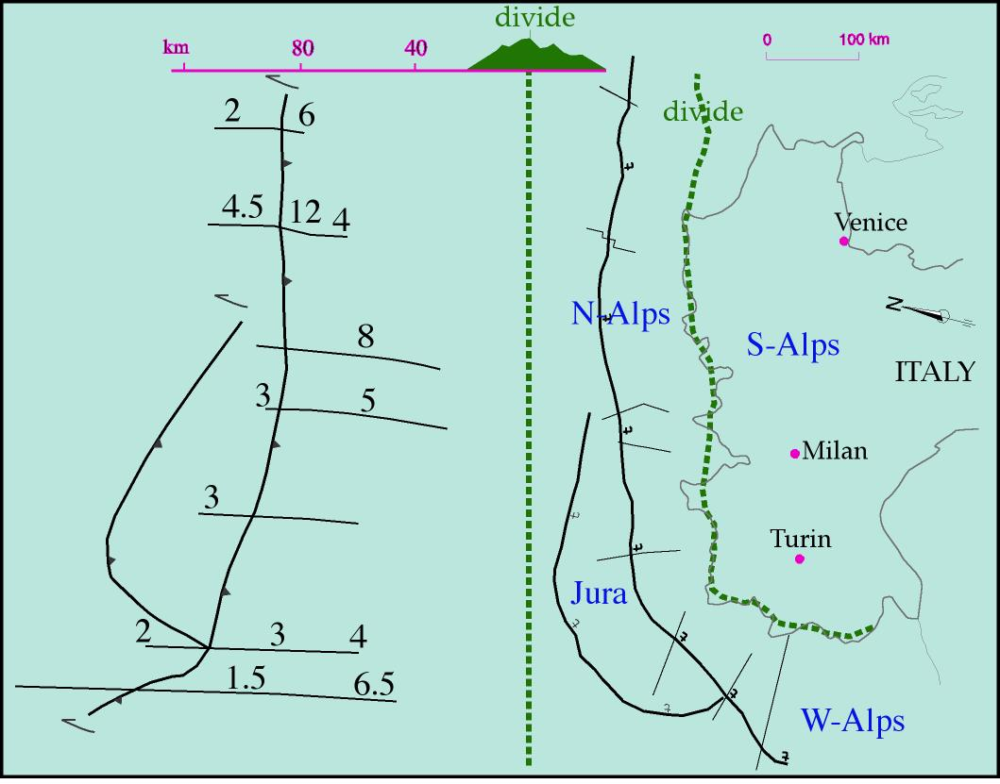 divide
km 80 40
0 100 km
2 6
divide
4.5 12 4
Venice
N
N-Alps
8
S-Alps
ITALY
3 5
Milan
3
Turin
Jura
2 3 4
1.5 6.5
W-Alps